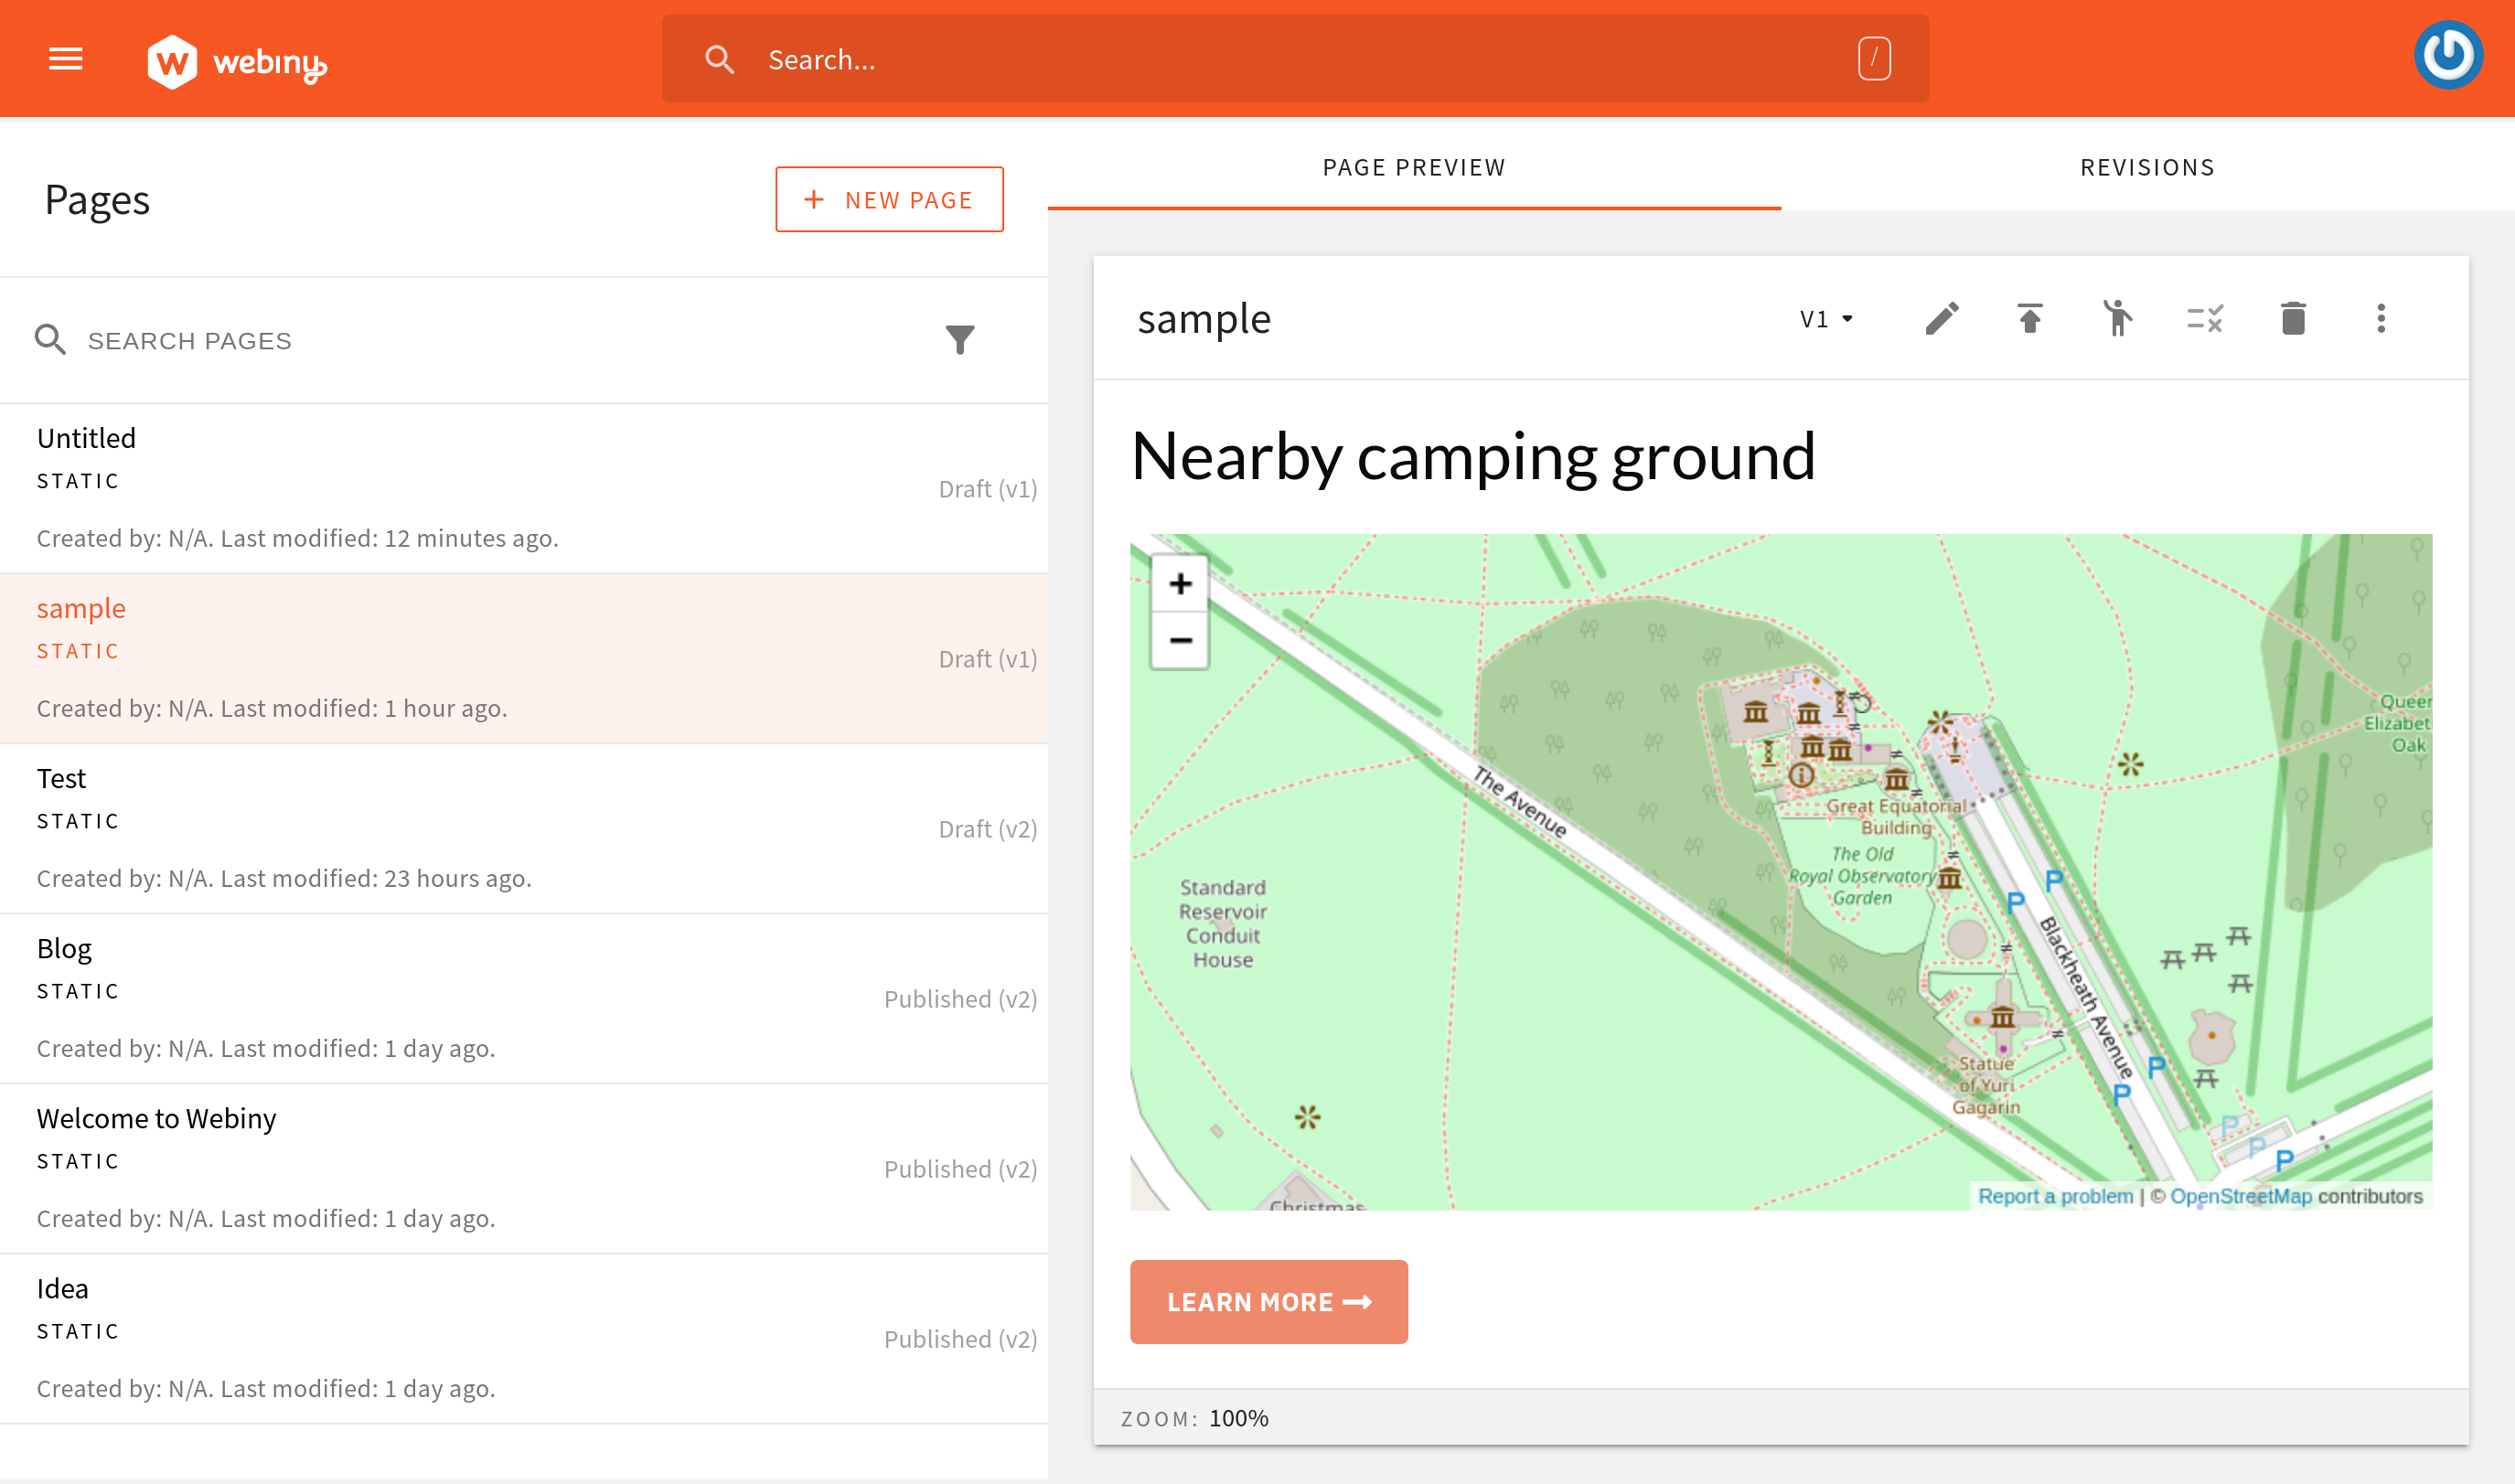 webiny
Search...
/
Pages
+ NEW PAGE
SEARCH PAGES
Untitled
STATIC
Draft (v1)
Created by: N/A. Last modified: 12 minutes ago.
sample
STATIC
Draft (v1)
Created by: N/A. Last modified: 1 hour ago.
Test
STATIC
Draft (v2)
Created by: N/A. Last modified: 23 hours ago.
Blog
STATIC
Published (v2)
Created by: N/A. Last modified: 1 day ago.
Welcome to Webiny
STATIC
Published (v2)
Created by: N/A. Last modified: 1 day ago.
Idea
STATIC
Published (v2)
Created by: N/A. Last modified: 1 day ago.
PAGE PREVIEW
REVISIONS
sample
V1
Nearby camping ground
+
−
The Avenue
Great Equatorial
Building
The Old
Royal Observatory
Garden
Standard
Reservoir
Conduit
House
Blackheath Avenue
Statue
of Yuri
Gagarin
Elizabet
Oak
P
P
P
P
P
P
P
Christmas
Report a problem | © OpenStreetMap contributors
LEARN MORE →
ZOOM: 100%